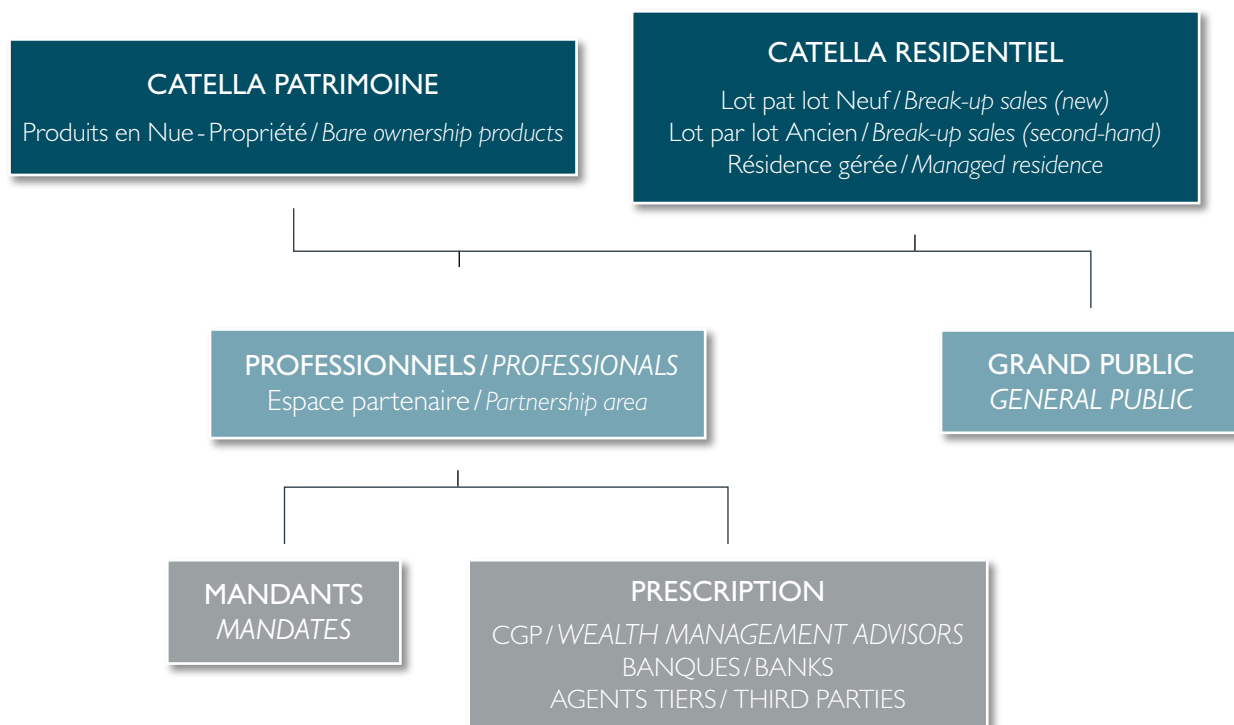 CATELLA PATRIMOINE
Produits en Nue-Propriété/Bare ownership products
CATELLA RESIDENTIEL
Lot pat lot Neuf/Break-up sales (new)
Lot par lot Ancien/Break-up sales (second-hand)
Résidence gérée/Managed residence
PROFESSIONNELS/PROFESSIONALS
Espace partenaire/Partnership area
GRAND PUBLIC
GENERAL PUBLIC
MANDANTS
MANDATES
PRESCRIPTION
CGP/WEALTH MANAGEMENT ADVISORS
BANQUES/BANKS
AGENTS TIERS/THIRD PARTIES